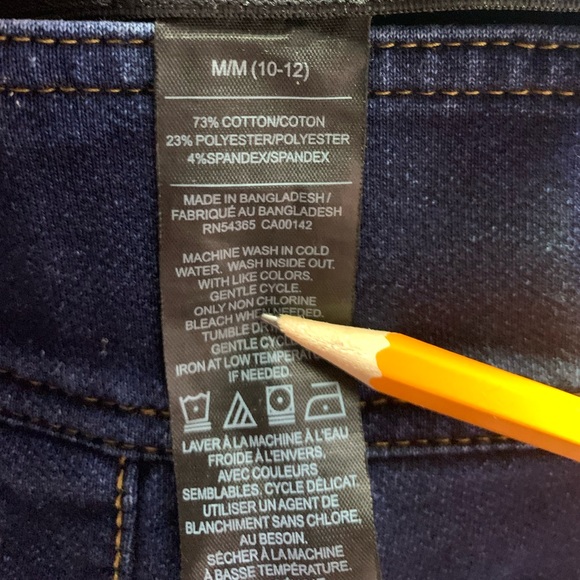 M/M (10-12)
73% COTTON/COTON
23% POLYESTER/POLYESTER
4%SPANDEX/SPANDEX
MADE IN BANGLADESH /
FABRIQUÉ AU BANGLADESH
RN54365 CA00142
MACHINE WASH IN COLD
WATER. WASH INSIDE OUT.
WITH LIKE COLORS.
GENTLE CYCLE.
ONLY NON CHLORINE
BLEACH WHEN NEEDED.
TUMBLE
GENTLE
IRON AT LOW
IF NEEDED.
LAVER À LA MACHINE À L'EAU
FROIDE À L'ENVERS,
AVEC COULEURS
SEMBLABLES, CYCLE DÉLICAT.
UTILISER UN AGENT DE
BLANCHIMENT SANS CHLORE,
AU BESOIN.
SÉCHER À LA MACHINE
À BASSE TEMPÉRATURE.